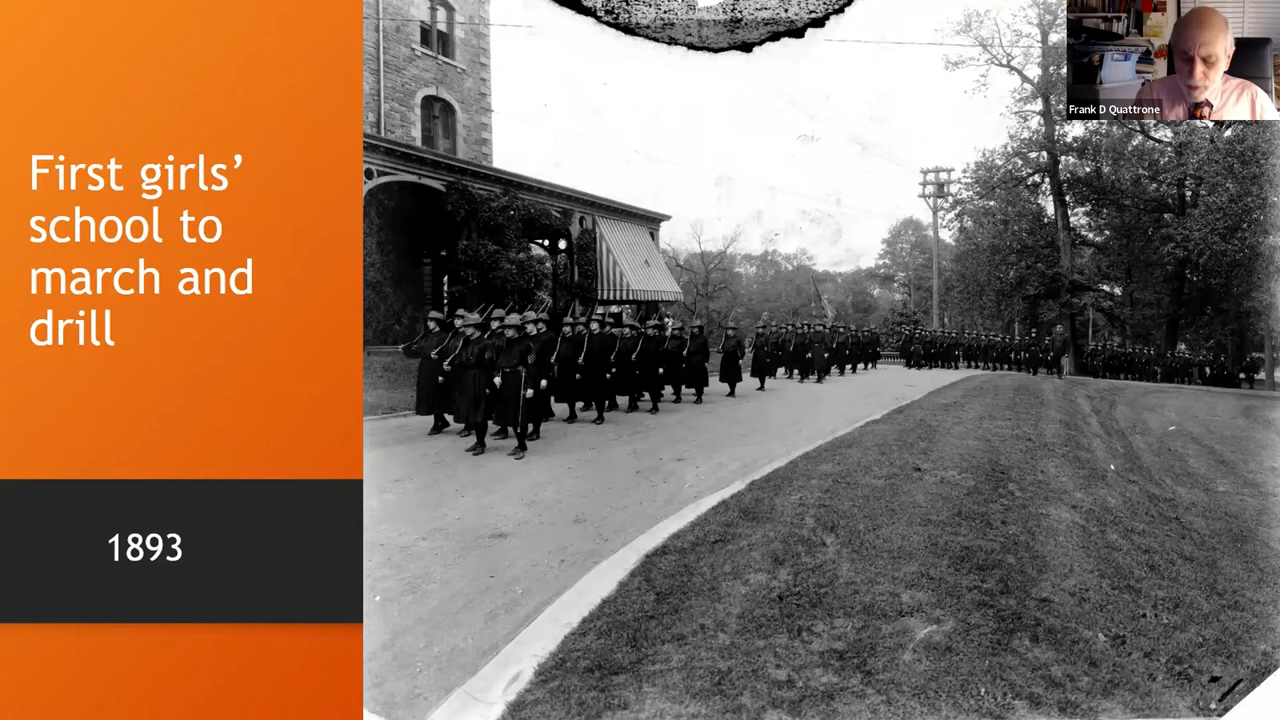 First girls’
school to
march and
drill
1893
Frank D Quattrone